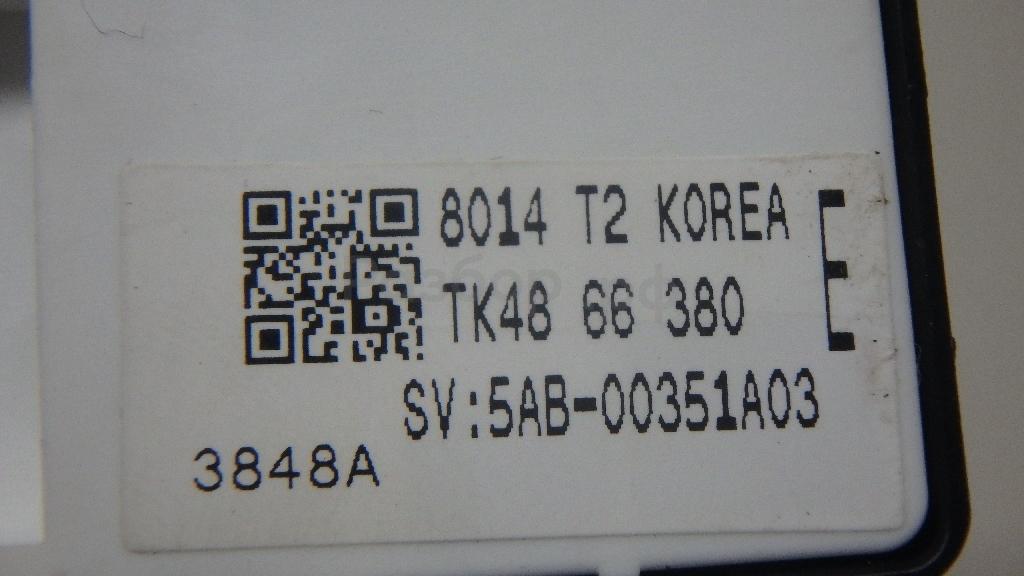 8014 T2 KOREA E
TK48 66 380
SV:5AB-00351A03
3848A